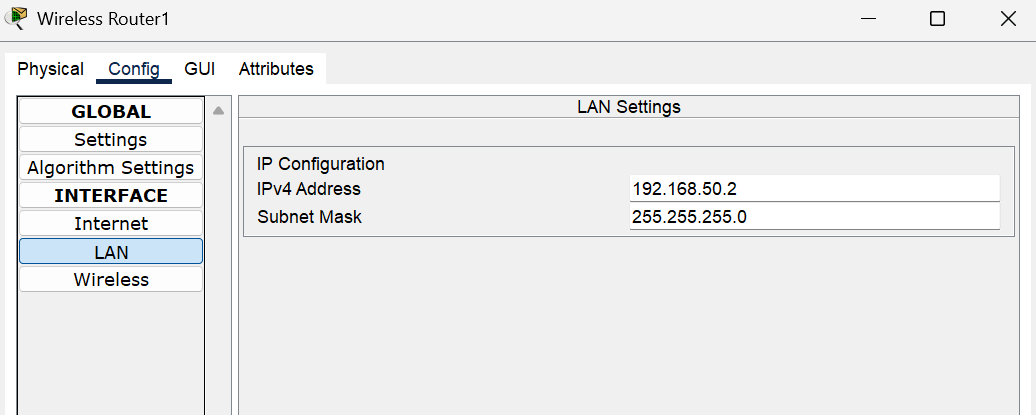 Wireless Router1
Physical Config GUI Attributes
GLOBAL
Settings
Algorithm Settings
INTERFACE
Internet
LAN
Wireless
LAN Settings
IP Configuration
IPv4 Address 192.168.50.2
Subnet Mask 255.255.255.0